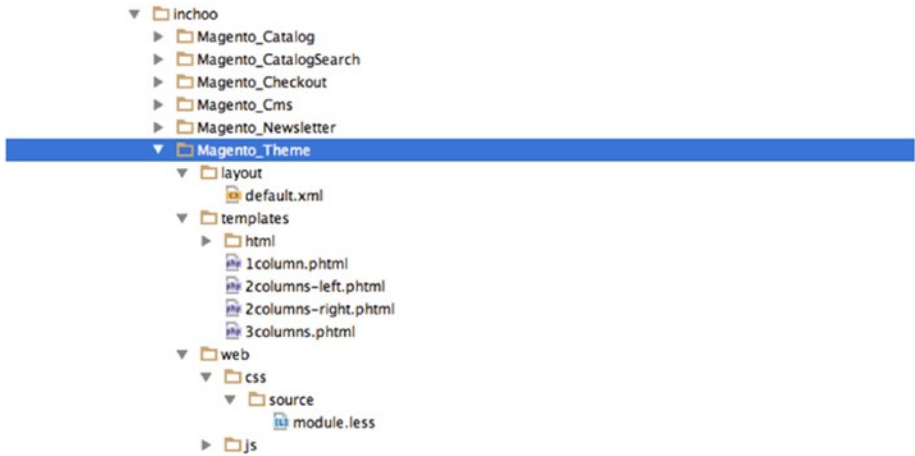 inchoo
Magento_Catalog
Magento_CatalogSearch
Magento_Checkout
Magento_Cms
Magento_Newsletter
Magento_Theme
layout
default.xml
templates
html
1column.phtml
2columns-left.phtml
2columns-right.phtml
3columns.phtml
web
css
source
module.less
js